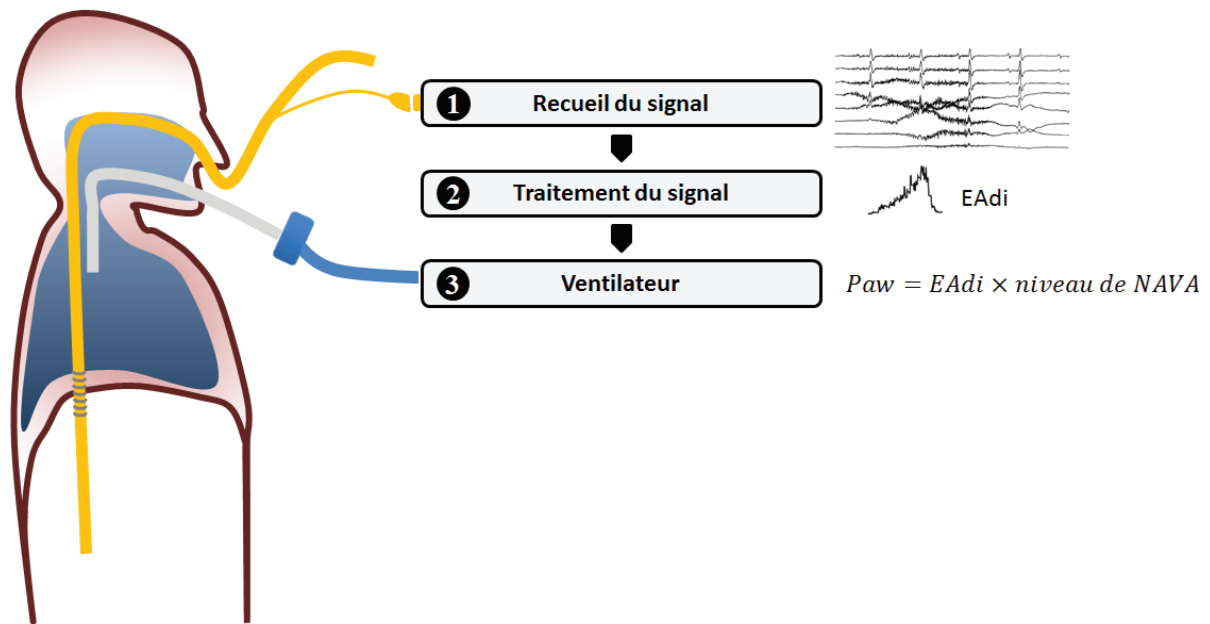 1 Recueil du signal
2 Traitement du signal
EAdi
3 Ventilateur
Paw = EAdi × niveau de NAVA